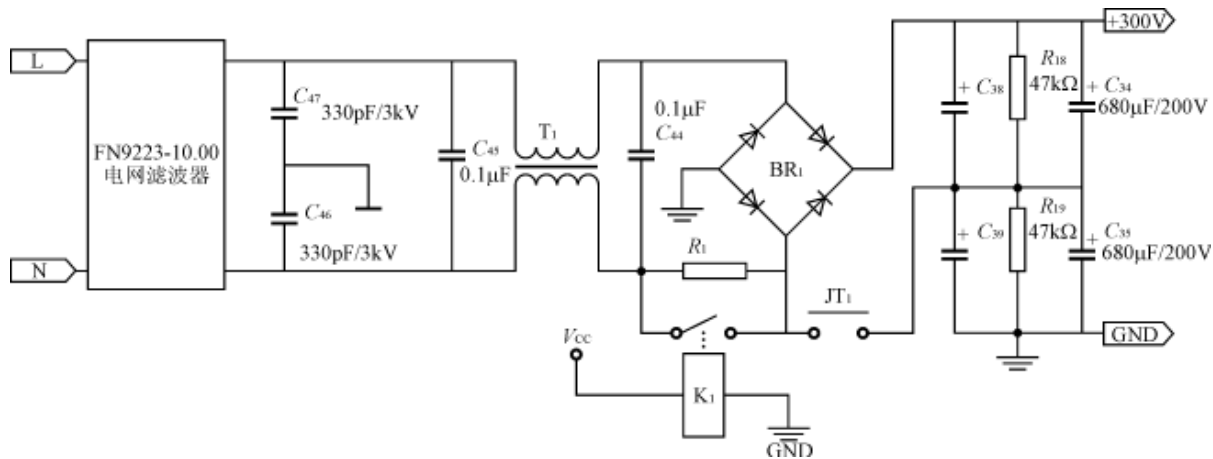 +300V
L
R18
47kΩ
+ C38
+ C34
680μF/200V
C47
330pF/3kV
0.1μF
C44
T1
C45
0.1μF
FN9223-10.00
电网滤波器
BR1
C46
330pF/3kV
R1
+ C39
R19
47kΩ
+ C35
680μF/200V
N
JT1
VCC
GND
K1
GND